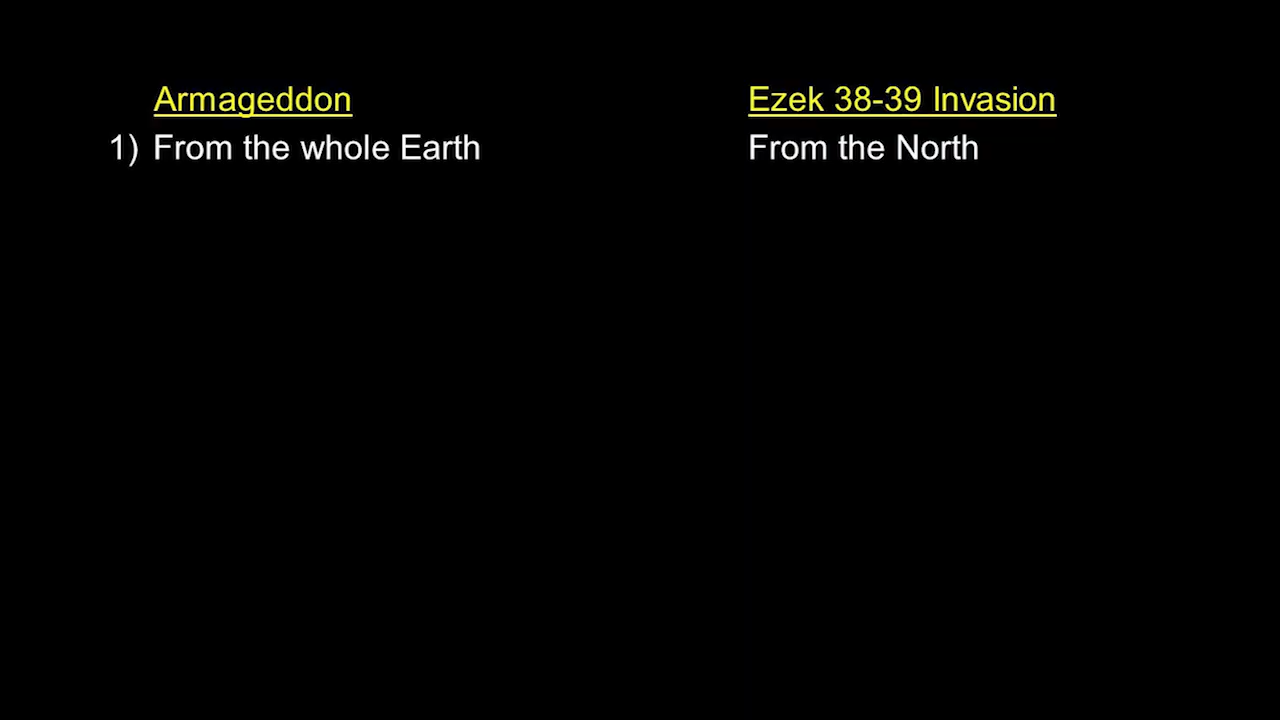 Armageddon Ezek 38-39 Invasion
1) From the whole Earth From the North